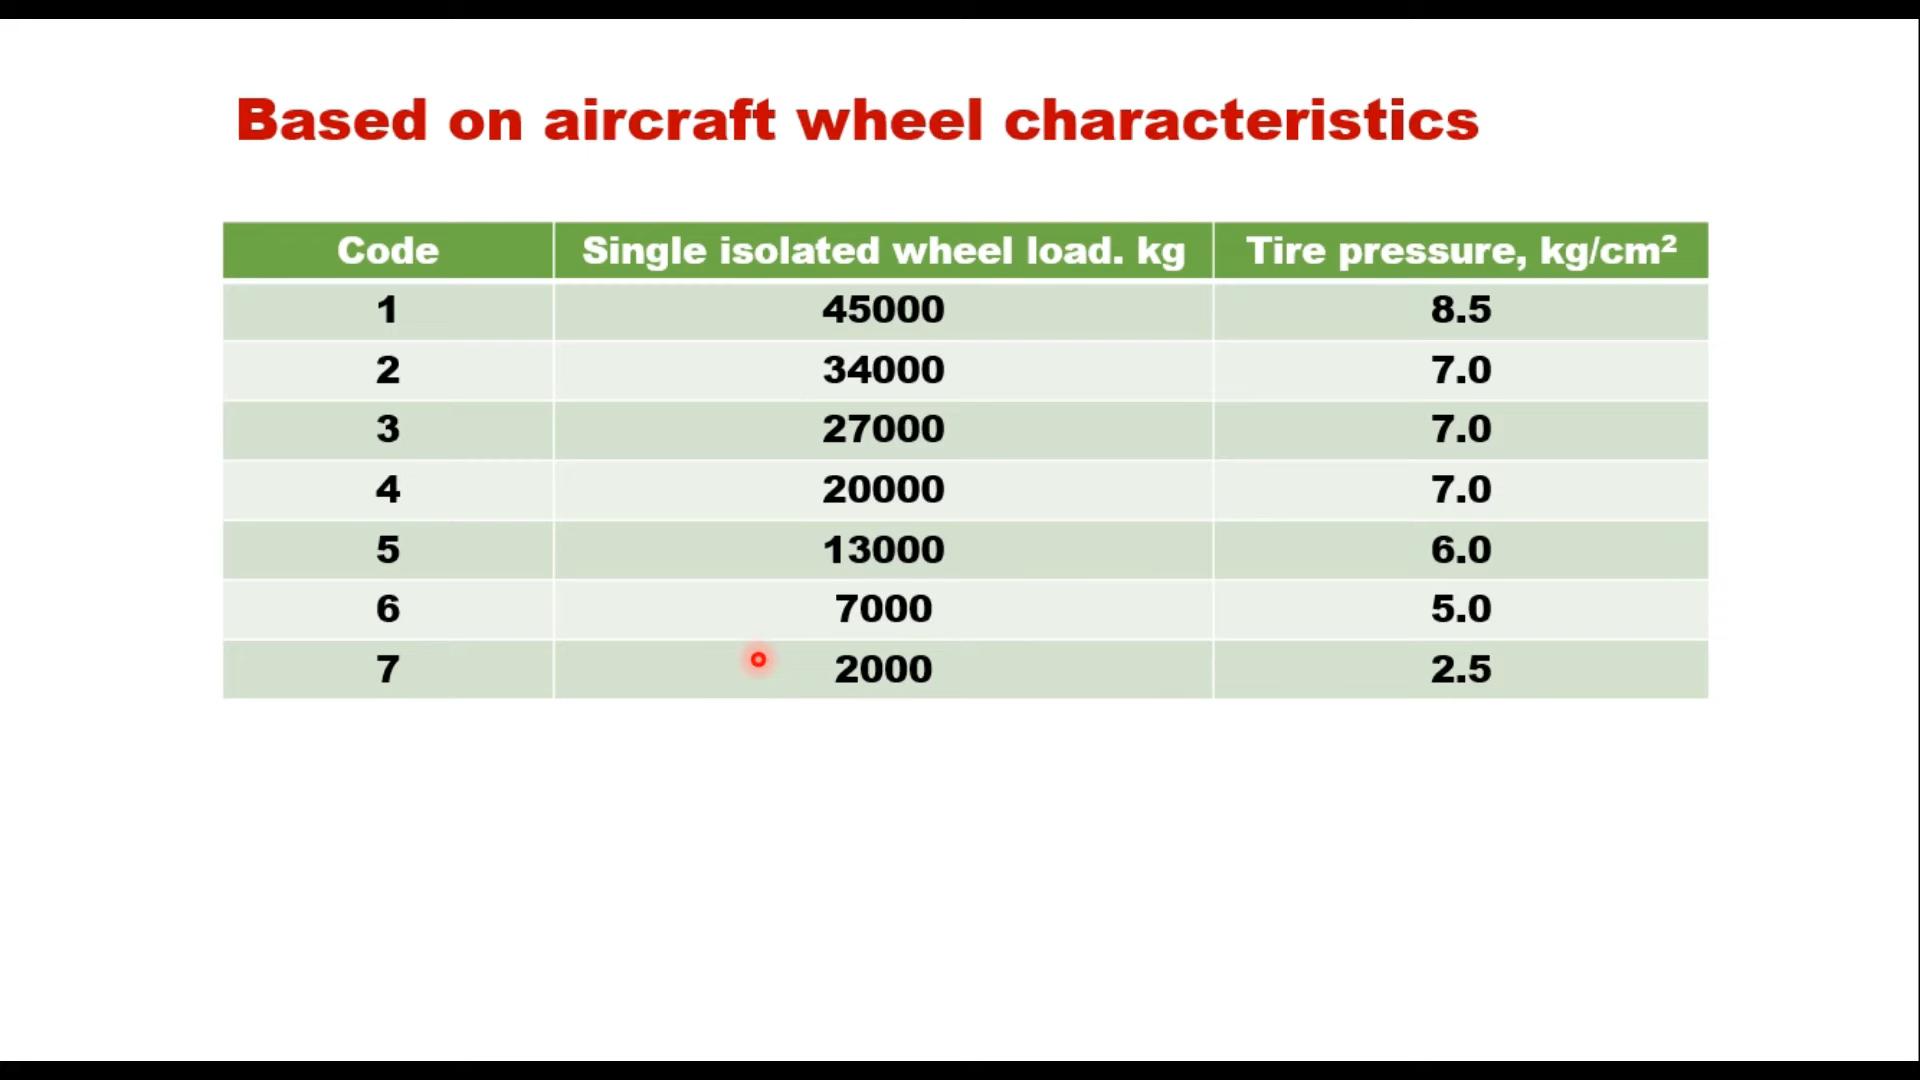 Based on aircraft wheel characteristics
Code Single isolated wheel load. kg Tire pressure, kg/cm²
1 45000 8.5
2 34000 7.0
3 27000 7.0
4 20000 7.0
5 13000 6.0
6 7000 5.0
7 2000 2.5